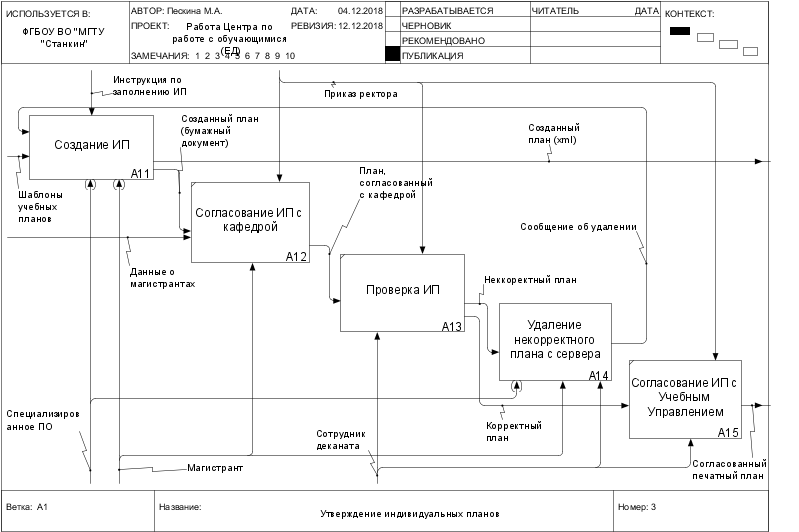 ИСПОЛЬЗУЕТСЯ В:
ФГБОУ ВО "МГТУ
"Станкин"
АВТОР: Пескина М.А.
ДАТА: 04.12.2018
ПРОЕКТ: Работа Центра по
работе с обучающимися
(ЕД)
РЕВИЗИЯ: 12.12.2018
ЗАМЕЧАНИЯ: 1 2 3 4 5 6 7 8 9 10
РАЗРАБАТЫВАЕТСЯ
ЧЕРНОВИК
РЕКОМЕНДОВАНО
ПУБЛИКАЦИЯ
ЧИТАТЕЛЬ ДАТА
КОНТЕКСТ:
Инструкция по
заполнению ИП
Приказ ректора
Создание ИП
A11
Созданный план
(бумажный
документ)
Созданный
план (xml)
Шаблоны
учебных
планов
План,
согласованный
с кафедрой
Согласование ИП с
кафедрой
A12
Сообщение об удалении
Данные о
магистрантах
Проверка ИП
A13
Неккоректный план
Удаление
некорректного
плана с сервера
A14
Согласование ИП с
Учебным
Управлением
A15
Специализиров
анное ПО
Сотрудник
деканата
Корректный
план
Магистрант
Согласованный
печатный план
Ветка: A1
Название:
Утверждение индивидуальных планов
Номер: 3